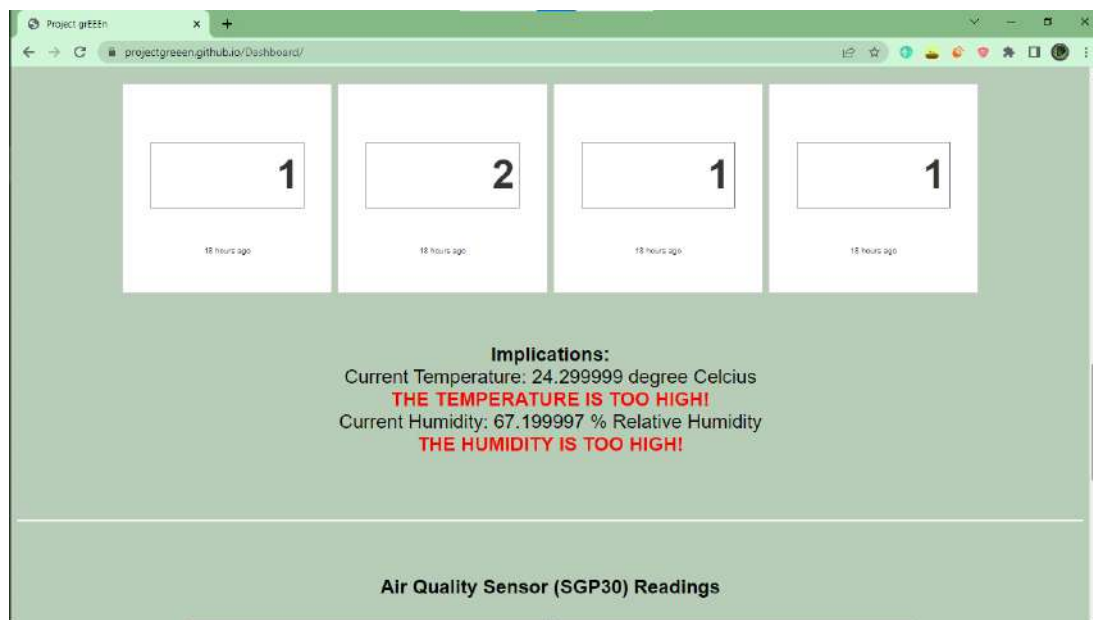 Project grEEEn
projectgreeen.github.io/Dashboard/
1 2 1 1
18 hours ago 18 hours ago 18 hours ago 18 hours ago
Implications:
Current Temperature: 24.299999 degree Celcius
THE TEMPERATURE IS TOO HIGH!
Current Humidity: 67.199997 % Relative Humidity
THE HUMIDITY IS TOO HIGH!
Air Quality Sensor (SGP30) Readings